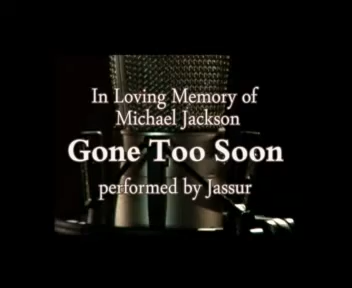 In Loving Memory of
Michael Jackson
Gone Too Soon
performed by Jassur